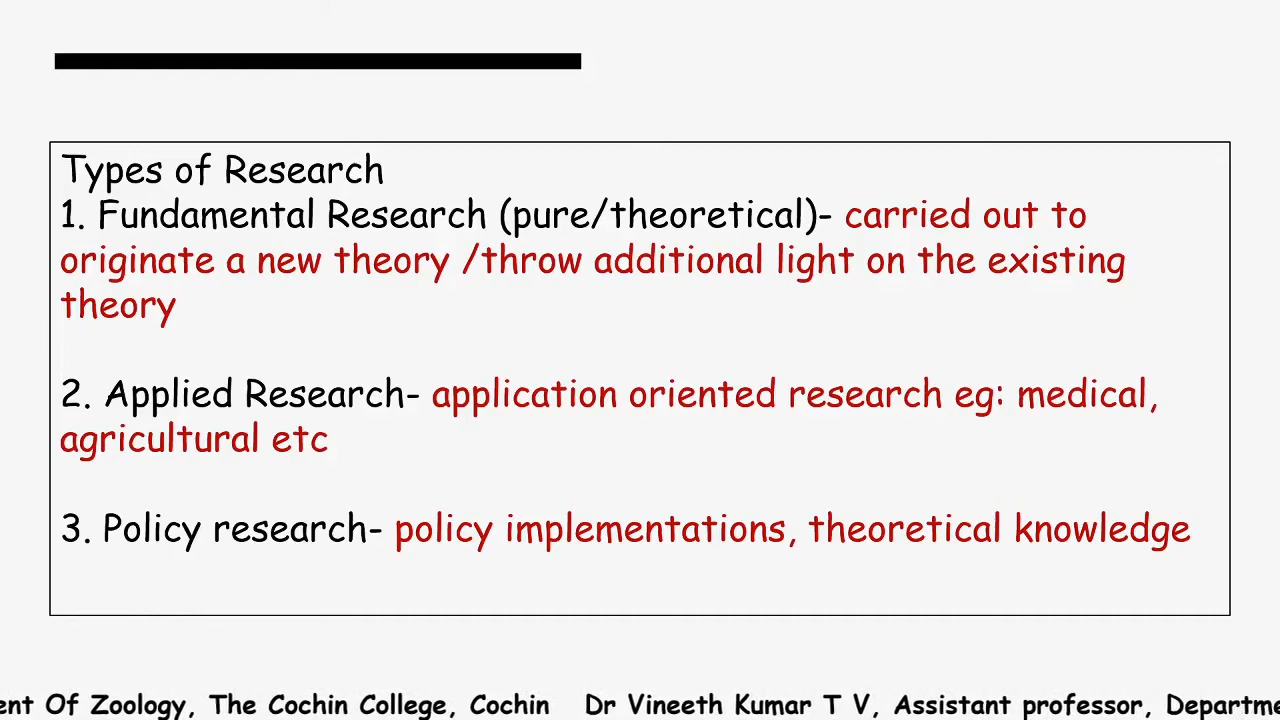 Types of Research
1. Fundamental Research (pure/theoretical)- carried out to
originate a new theory /throw additional light on the existing
theory
2. Applied Research- application oriented research eg: medical,
agricultural etc
3. Policy research- policy implementations, theoretical knowledge
ent Of Zoology, The Cochin College, Cochin Dr Vineeth Kumar T V, Assistant professor, Departme